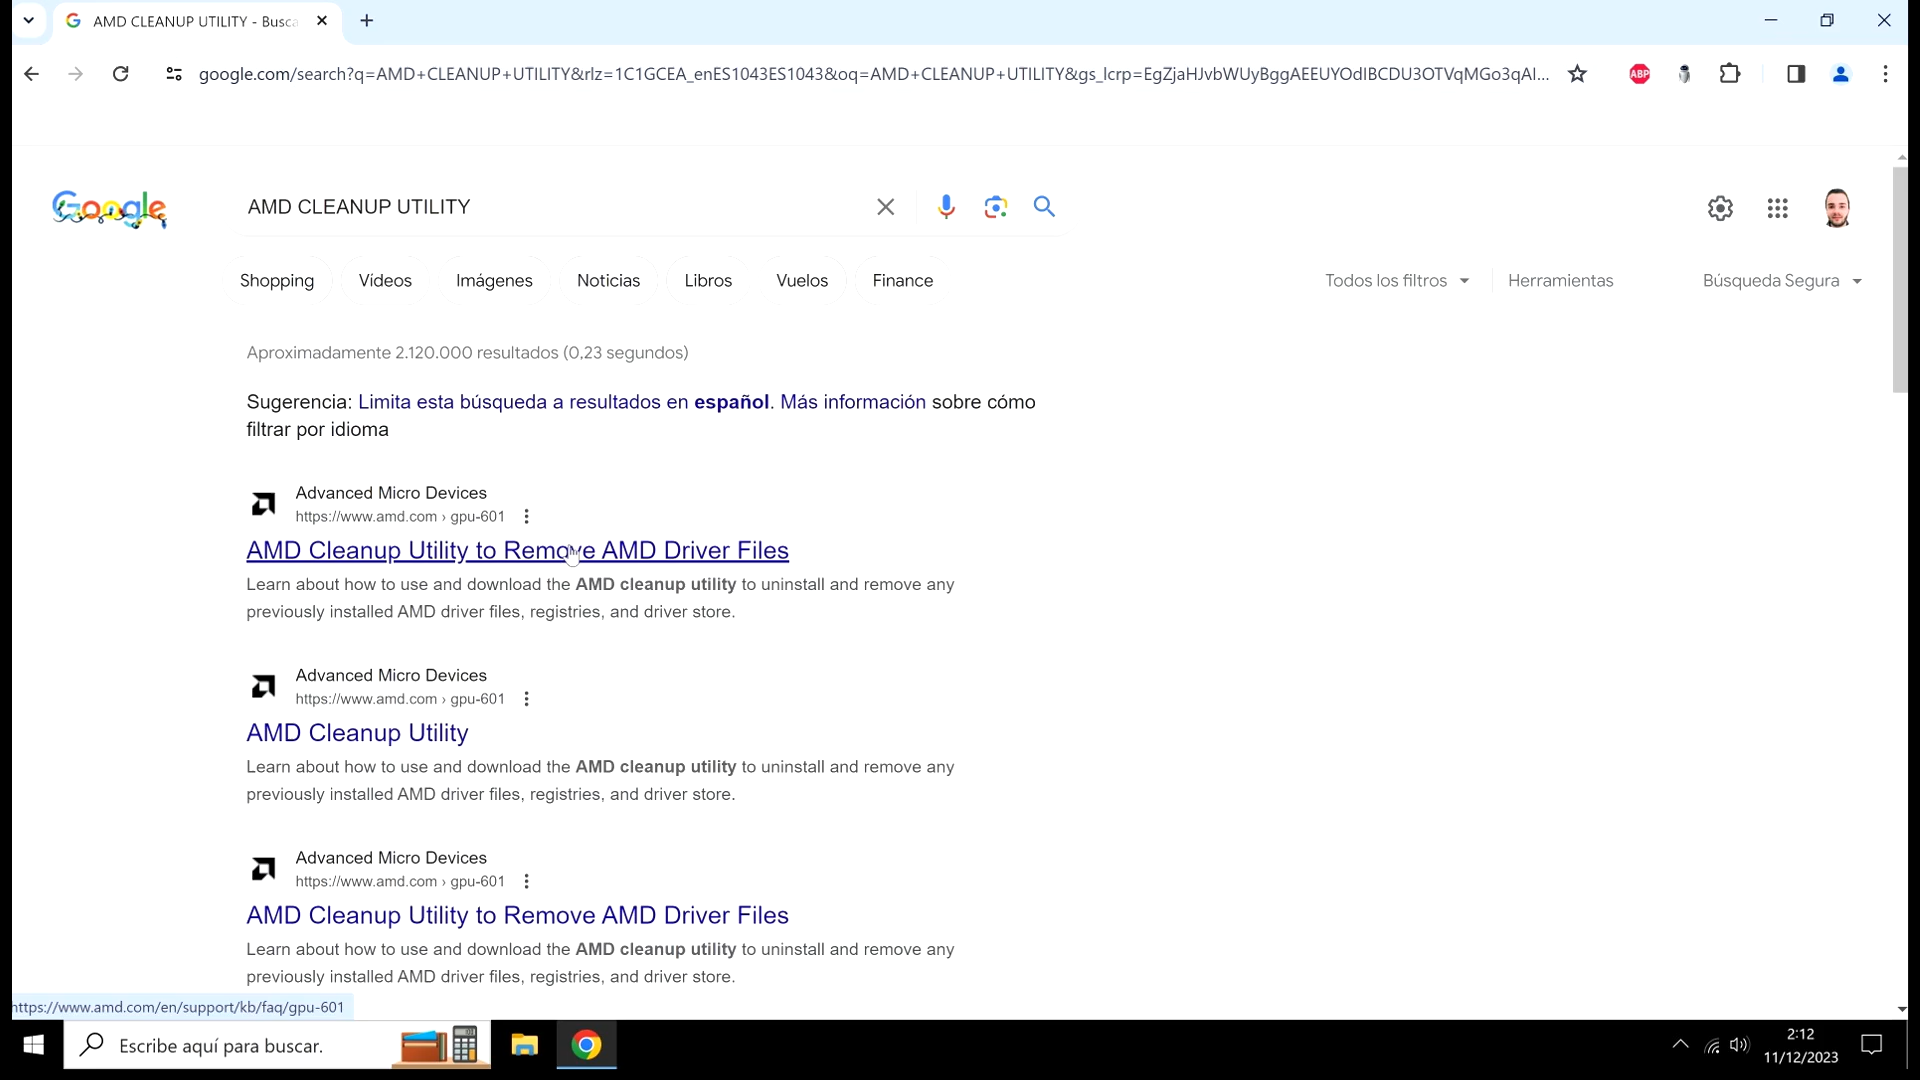 AMD CLEANUP UTILITY - Busca
google.com/search?q=AMD+CLEANUP+UTILITY&rlz=1C1GCEA_enES1043ES1043&oq=AMD+CLEANUP+UTILITY&gs_lcrp=EgZjaHJvbWUyBggAEEUYOdIBCDU3OTVqMGo3qAI...
ABP
Google
AMD CLEANUP UTILITY
Shopping
Vídeos
Imágenes
Noticias
Libros
Vuelos
Finance
Todos los filtros
Herramientas
Búsqueda Segura
Aproximadamente 2.120.000 resultados (0,23 segundos)
Sugerencia: Limita esta búsqueda a resultados en español. Más información sobre cómo
filtrar por idioma
Advanced Micro Devices
https://www.amd.com › gpu-601
AMD Cleanup Utility to Remove AMD Driver Files
Learn about how to use and download the AMD cleanup utility to uninstall and remove any
previously installed AMD driver files, registries, and driver store.
Advanced Micro Devices
https://www.amd.com › gpu-601
AMD Cleanup Utility
Learn about how to use and download the AMD cleanup utility to uninstall and remove any
previously installed AMD driver files, registries, and driver store.
Advanced Micro Devices
https://www.amd.com › gpu-601
AMD Cleanup Utility to Remove AMD Driver Files
Learn about how to use and download the AMD cleanup utility to uninstall and remove any
previously installed AMD driver files, registries, and driver store.
https://www.amd.com/en/support/kb/faq/gpu-601
Escribe aquí para buscar.
2:12
11/12/2023